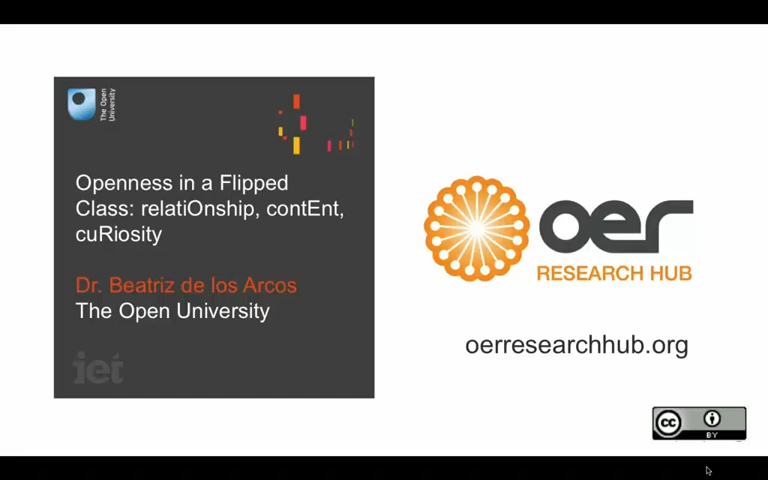 The Open
University
Openness in a Flipped
Class: relatiOnship, contEnt,
cuRiosity
Dr. Beatriz de los Arcos
The Open University
iet
oer
RESEARCH HUB
oerresearchhub.org
cc
BY